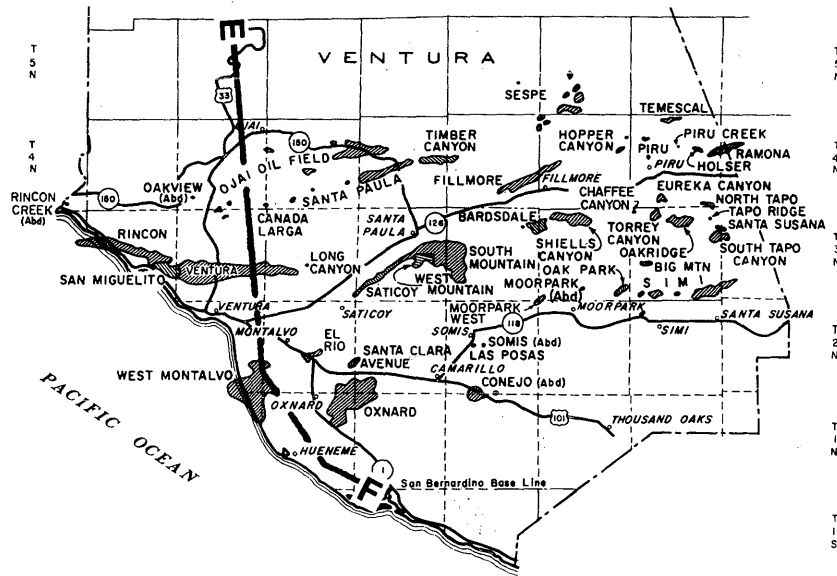 E
T
5
N
VENTURA
T
5
N
33
SESPE
TEMESCAL
OJAI
150
TIMBER
CANYON
HOPPER
CANYON
PIRU CREEK
PIRU
PIRU
RAMONA
HOLSER
T
4
N
OJAI OIL FIELD
OAKVIEW
(Abd)
150
RINCON
CREEK
(Abd)
SANTA PAULA
FILLMORE
FILLMORE
CHAFFEE
CANYON
EUREKA CANYON
NORTH TAPO
TAPO RIDGE
SANTA SUSANA
CANADA
LARGA
SANTA
PAULA
126
BARDSDALE
SHIELLS
CANYON
TORREY
CANYON
SOUTH TAPO
CANYON
RINCON
T
3
N
LONG
CANYON
SOUTH
MOUNTAIN
OAKRIDGE
OAK PARK
BIG MTN
SAN MIGUELITO
VENTURA
WEST
MOUNTAIN
SATICOY
MOORPARK
(Abd)
SIMI
VENTURA
SATICOY
MOORPARK
WEST
MOORPARK
SANTA SUSANA
118
SIMI
MONTALVO
EL
RIO
SOMIS
SOMIS (Abd)
LAS POSAS
T
2
N
SANTA CLARA
AVENUE
CAMARILLO
WEST MONTALVO
CONEJO (Abd)
PACIFIC OCEAN
OXNARD
OXNARD
101
THOUSAND OAKS
T
1
N
HUENEME
1
San Bernardino Base Line
F
T
1
S